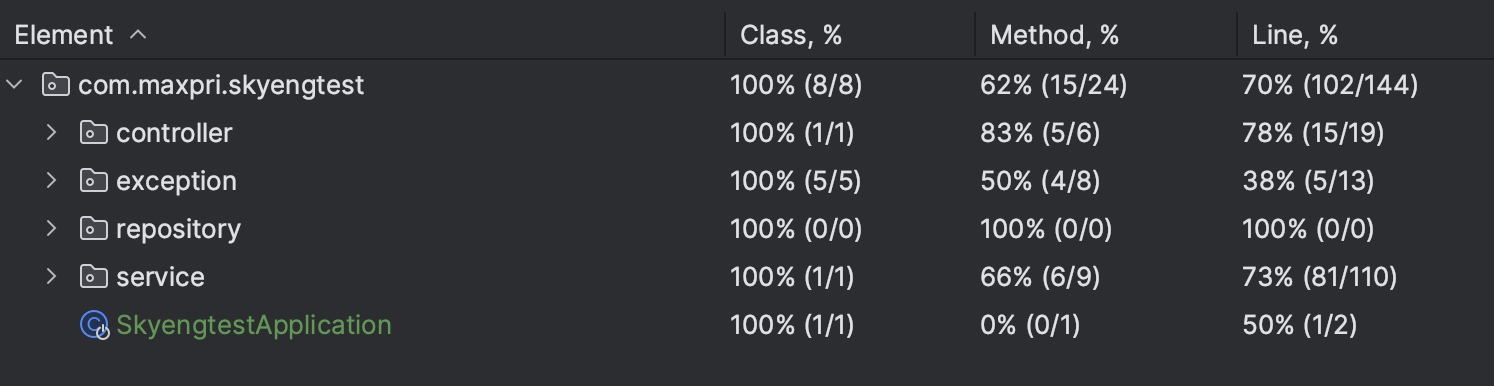 Element Class, % Method, % Line, %
com.maxpri.skyengtest 100% (8/8) 62% (15/24) 70% (102/144)
controller 100% (1/1) 83% (5/6) 78% (15/19)
exception 100% (5/5) 50% (4/8) 38% (5/13)
repository 100% (0/0) 100% (0/0) 100% (0/0)
service 100% (1/1) 66% (6/9) 73% (81/110)
SkyengtestApplication 100% (1/1) 0% (0/1) 50% (1/2)